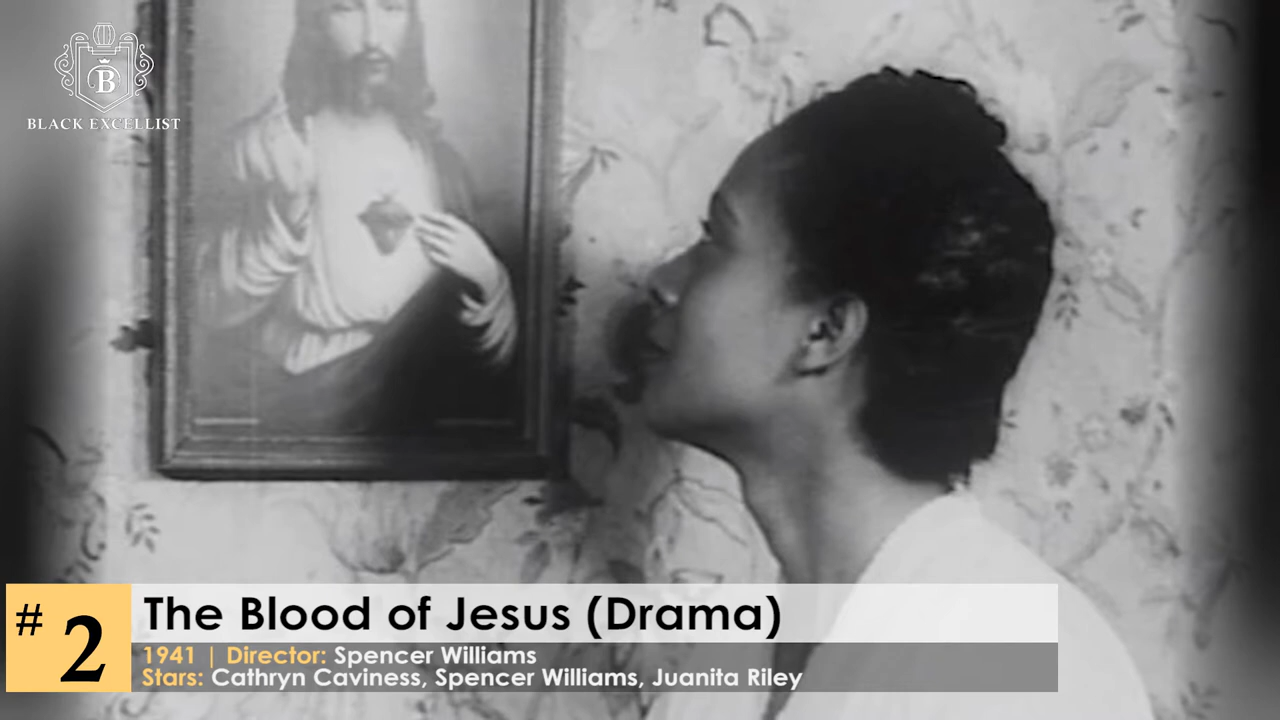 BLACK EXCELLIST
# 2
The Blood of Jesus (Drama)
1941 | Director: Spencer Williams
Stars: Cathryn Caviness, Spencer Williams, Juanita Riley